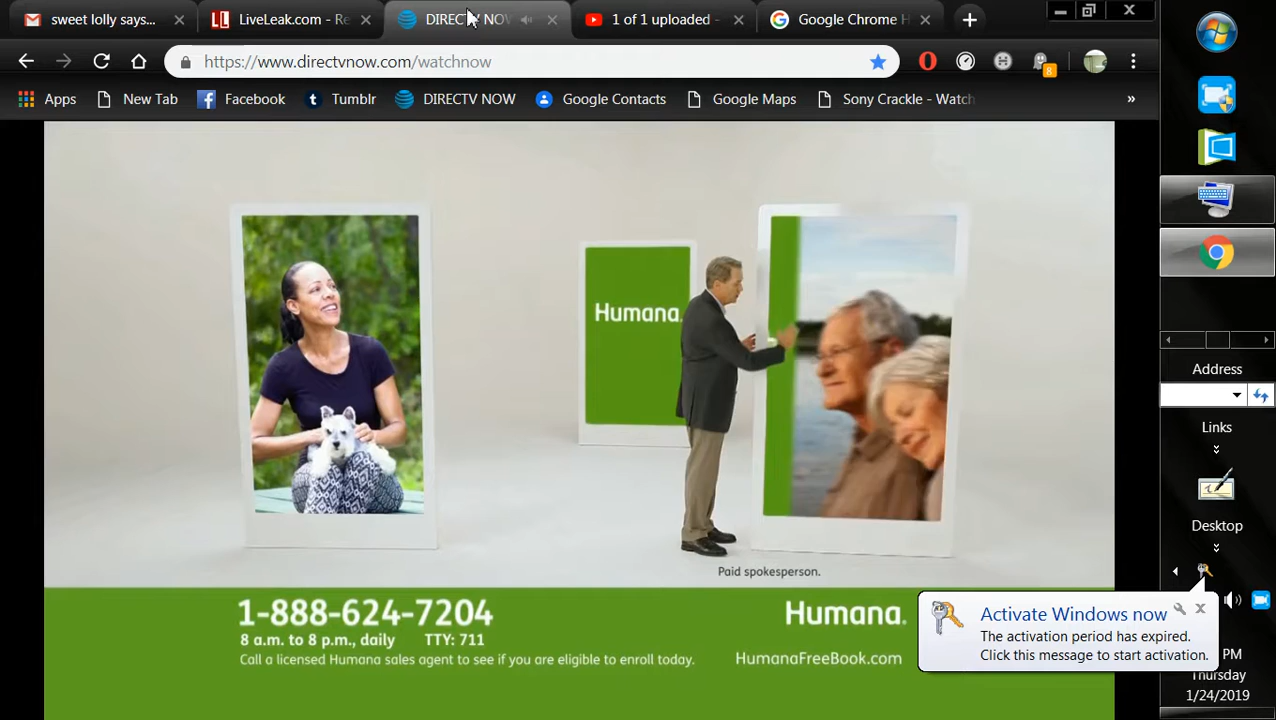 sweet lolly says...
LiveLeak.com - Re
DIRECTV NOW
1 of 1 uploaded -
Google Chrome H
https://www.directvnow.com/watchnow
8
Apps
New Tab
Facebook
Tumblr
DIRECTV NOW
Google Contacts
Google Maps
Sony Crackle - Watch
»
Humana.
Paid spokesperson.
1-888-624-7204
8 a.m. to 8 p.m., daily TTY: 711
Call a licensed Humana sales agent to see if you are eligible to enroll today.
Humana.
HumanaFreeBook.com
Address
Links
Desktop
Activate Windows now
The activation period has expired.
Click this message to start activation.
PM
Thursday
1/24/2019